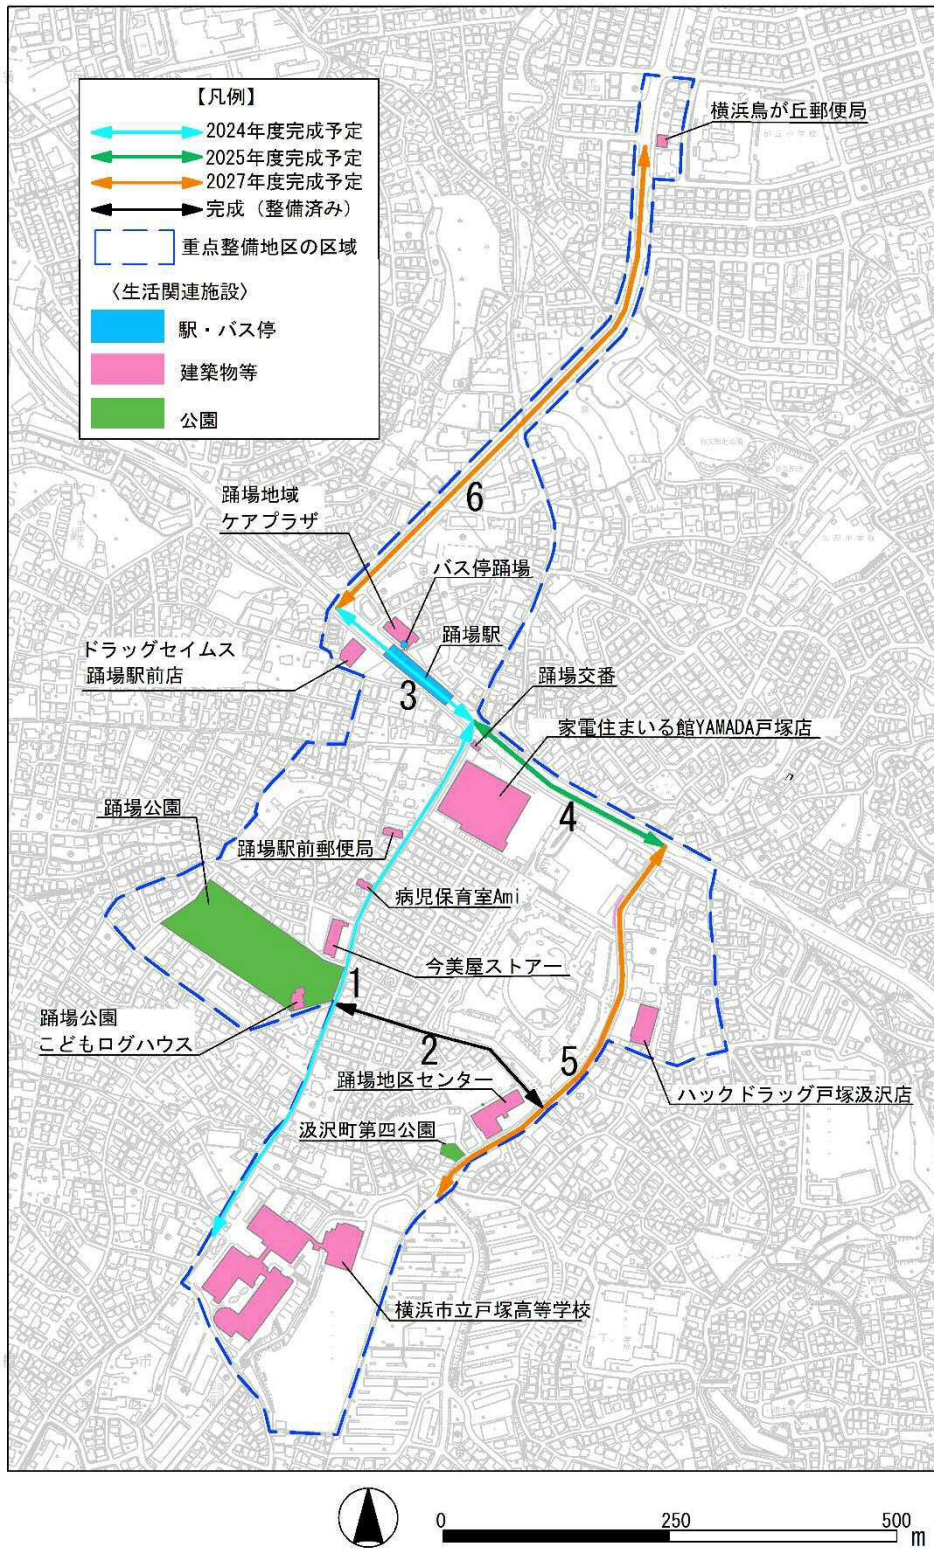 【凡例】
2024年度完成予定
2025年度完成予定
2027年度完成予定
完成（整備済み）
重点整備地区の区域
〈生活関連施設〉
駅・バス停
建築物等
公園
横浜鳥が丘郵便局
6
踊場地域
ケアプラザ
バス停踊場
踊場駅
ドラッグセイムス
踊場駅前店
3
踊場交番
家電住まいる館YAMADA戸塚店
4
踊場公園
踊場駅前郵便局
病児保育室Ami
今美屋ストアー
1
踊場公園
こどもログハウス
2
5
踊場地区センター
ハックドラッグ戸塚汲沢店
汲沢町第四公園
横浜市立戸塚高等学校
0 250 500
m